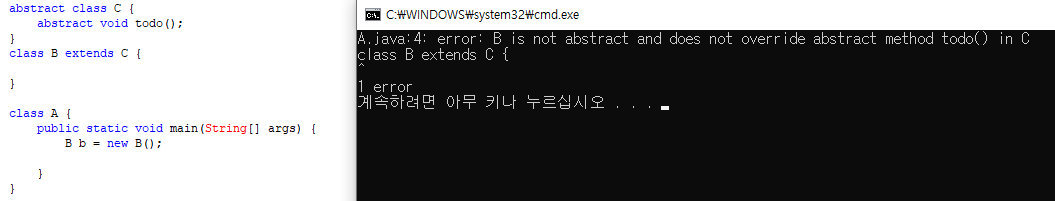 abstract class C {
    abstract void todo();
}
class B extends C {

}

class A {
    public static void main(String[] args) {
        B b = new B();

    }
}
C:\WINDOWS\system32\cmd.exe
A.java:4: error: B is not abstract and does not override abstract method todo() in C
class B extends C {
^
1 error
계속하려면 아무 키나 누르십시오 . . .